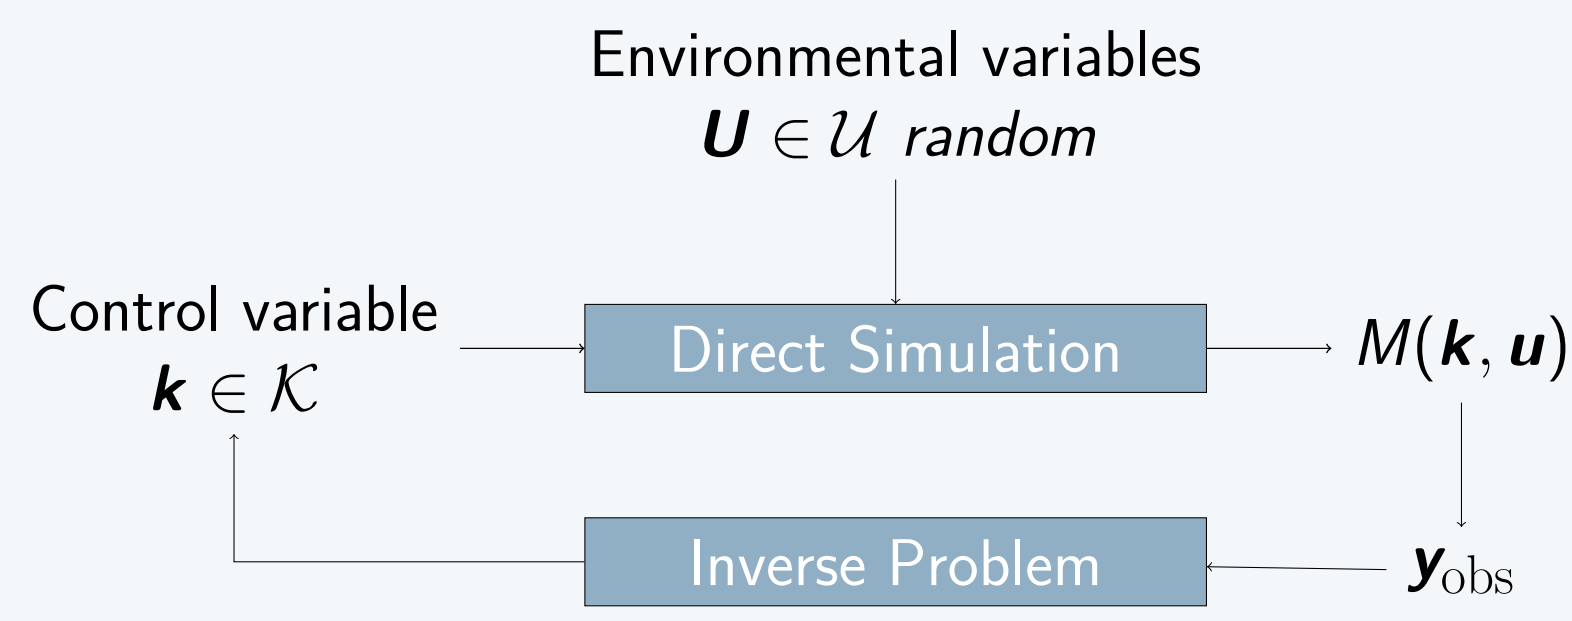 Environmental variables
U ∈ 𝒰 random
Control variable
k ∈ 𝒦
Direct Simulation
M(k, u)
Inverse Problem
y_obs